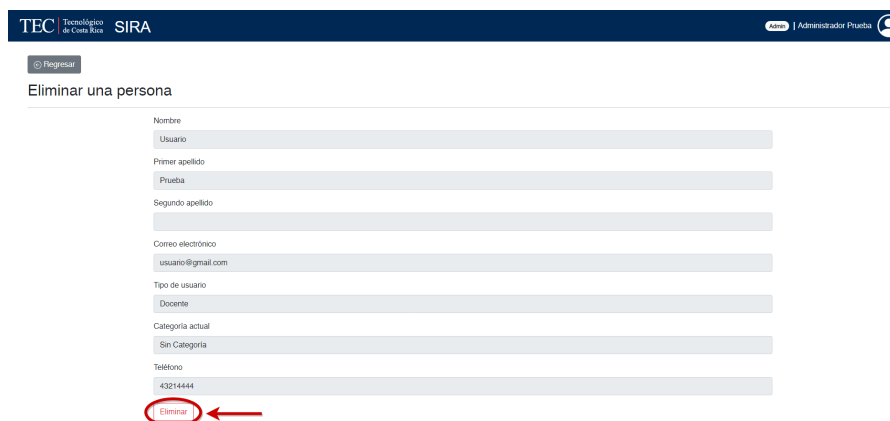 TEC Tecnológico de Costa Rica SIRA Admin | Administrador Prueba
Regresar
Eliminar una persona
Nombre
Usuario
Primer apellido
Prueba
Segundo apellido
Correo electrónico
usuario@gmail.com
Tipo de usuario
Docente
Categoría actual
Sin Categoría
Teléfono
43214444
Eliminar